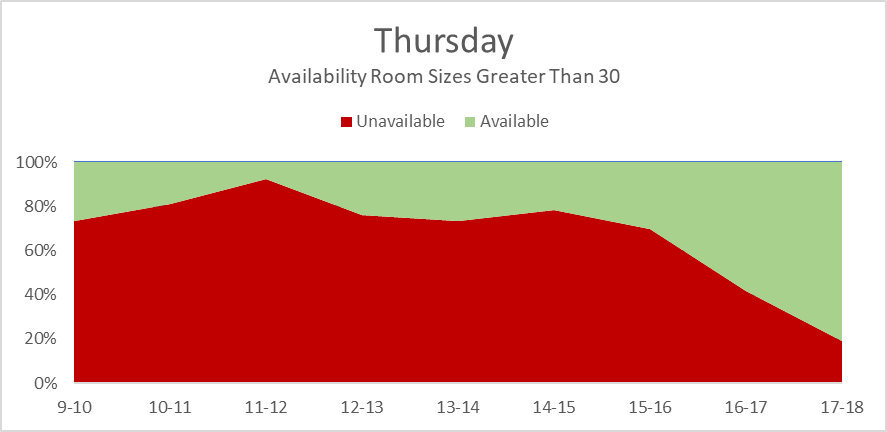 Thursday
Availability Room Sizes Greater Than 30
Unavailable Available
100%
80%
60%
40%
20%
0%
9-10 10-11 11-12 12-13 13-14 14-15 15-16 16-17 17-18